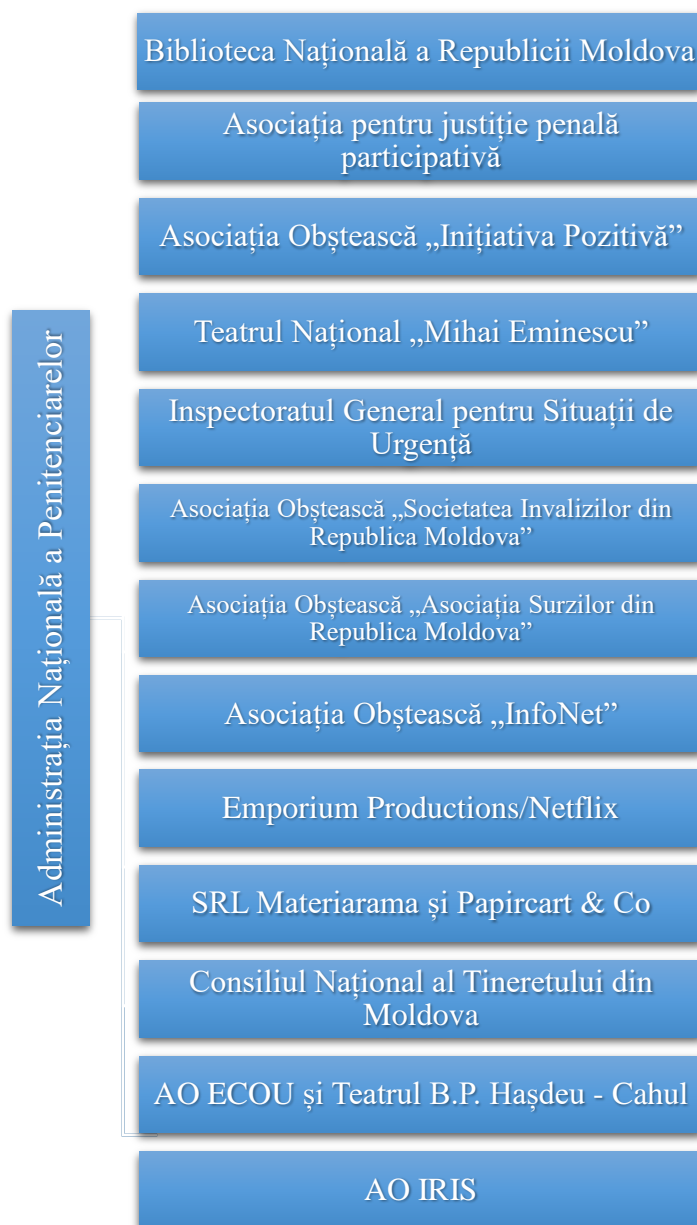 Biblioteca Națională a Republicii Moldova
Asociația pentru justiție penală
participativă
Asociația Obștească „Inițiativa Pozitivă”
Teatrul Național „Mihai Eminescu”
Inspectoratul General pentru Situații de
Urgență
Asociația Obștească „Societatea Invalizilor din
Republica Moldova”
Asociația Obștească „Asociația Surzilor din
Republica Moldova”
Asociația Obștească „InfoNet”
Emporium Productions/Netflix
SRL Materiarama și Papircart & Co
Consiliul Național al Tineretului din
Moldova
AO ECOU și Teatrul B.P. Hașdeu - Cahul
AO IRIS
Administrația Națională a Penitenciarelor